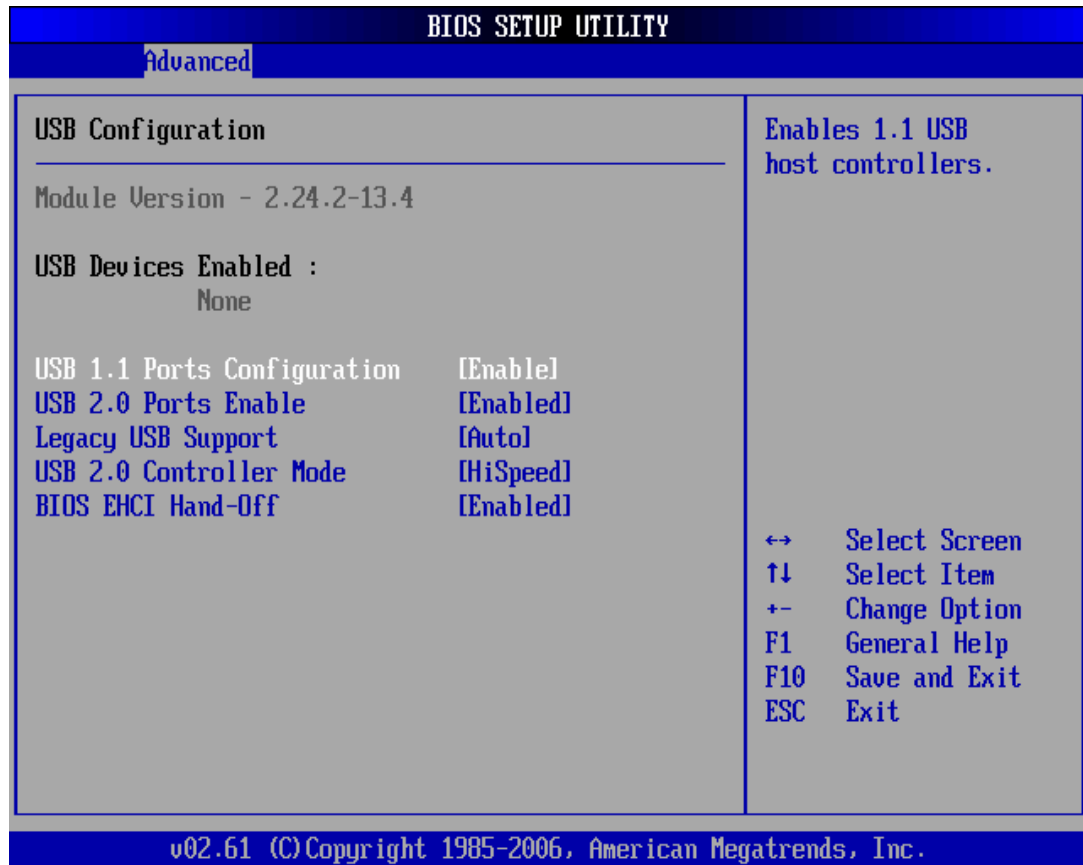 BIOS SETUP UTILITY
Advanced
USB Configuration
Module Version - 2.24.2-13.4
USB Devices Enabled :
None
USB 1.1 Ports Configuration [Enable]
USB 2.0 Ports Enable [Enabled]
Legacy USB Support [Auto]
USB 2.0 Controller Mode [HiSpeed]
BIOS EHCI Hand-Off [Enabled]
Enables 1.1 USB
host controllers.
←→ Select Screen
↑↓ Select Item
+- Change Option
F1 General Help
F10 Save and Exit
ESC Exit
v02.61 (C)Copyright 1985-2006, American Megatrends, Inc.